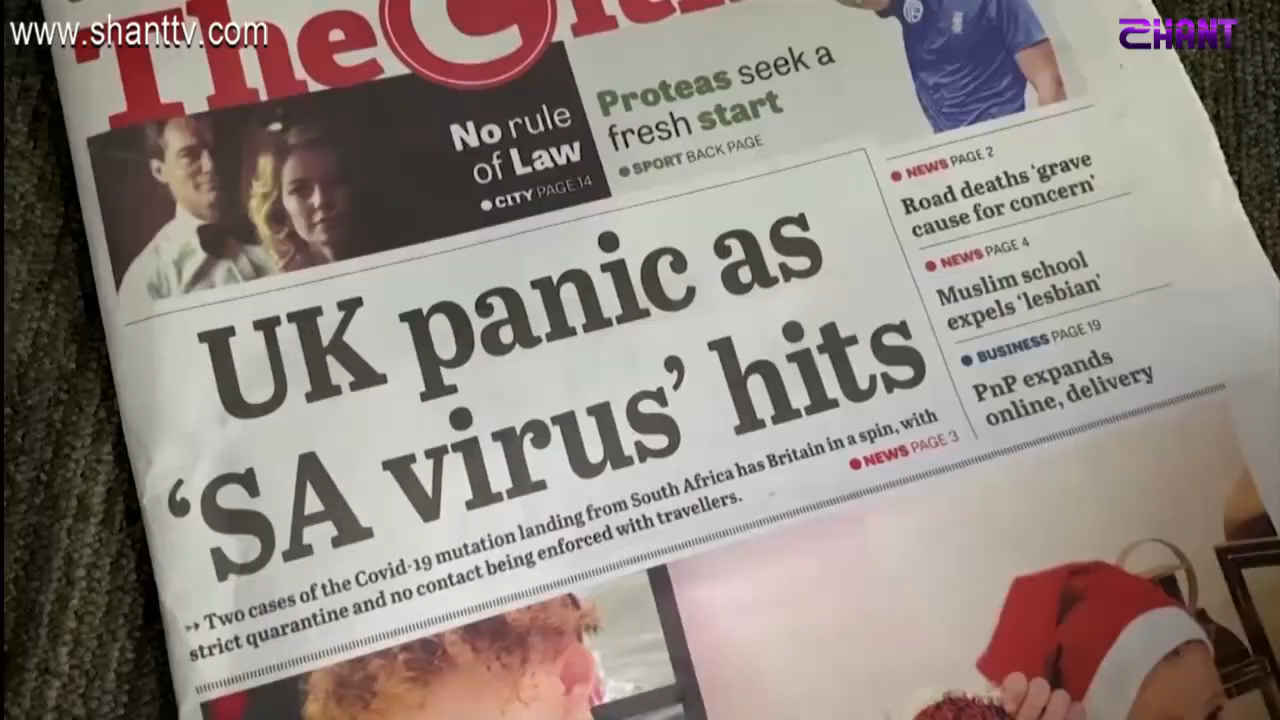 www.shanttv.com
SHANT
The Citiz
No rule
of Law
●CITY PAGE 14
Proteas seek a
fresh start
●SPORT BACK PAGE
UK panic as
‘SA virus’ hits
Two cases of the Covid-19 mutation landing from South Africa has Britain in a spin, with
strict quarantine and no contact being enforced with travellers.
●NEWS PAGE 3
●NEWS PAGE 2
Road deaths ‘grave
cause for concern’
●NEWS PAGE 4
Muslim school
expels ‘lesbian’
●BUSINESS PAGE 19
PnP expands
online, delivery